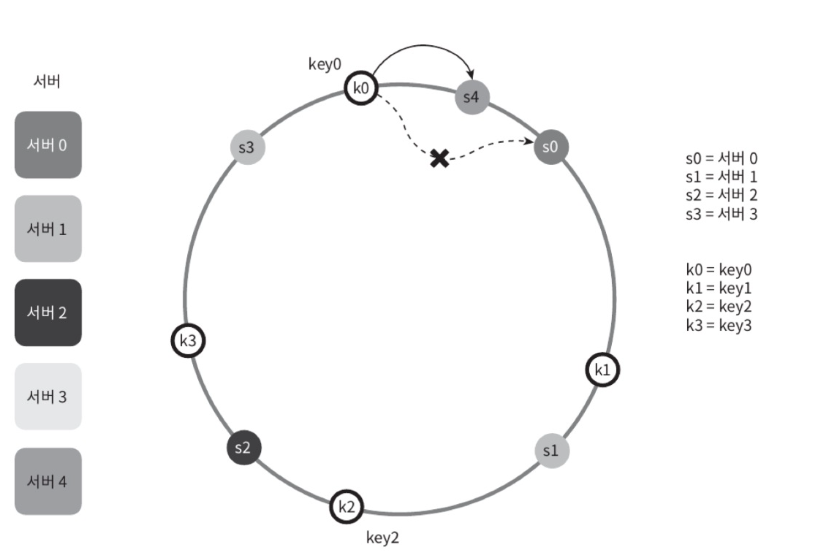 서버
서버 0
서버 1
서버 2
서버 3
서버 4
key0
k0
s4
s3
s0
k3
k1
s2
s1
k2
key2
s0 = 서버 0
s1 = 서버 1
s2 = 서버 2
s3 = 서버 3
k0 = key0
k1 = key1
k2 = key2
k3 = key3